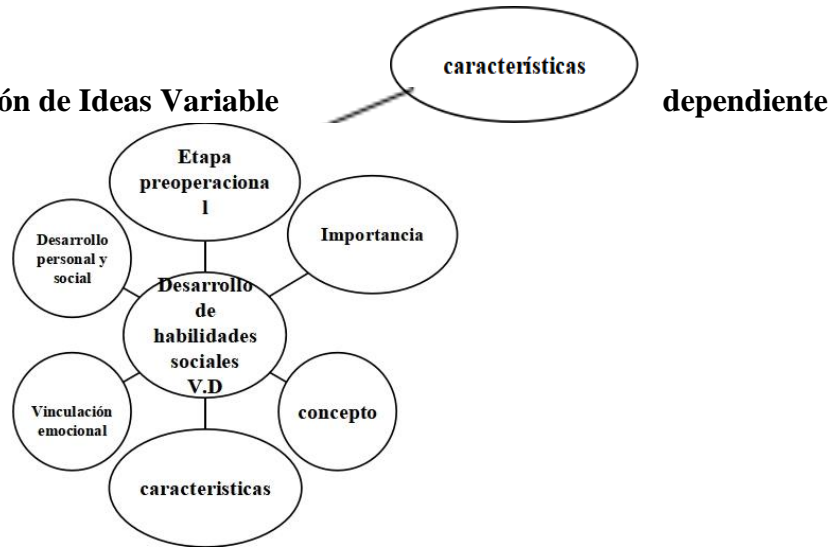 características
ón de Ideas Variable dependiente
Etapa
preoperaciona
l
Importancia
Desarrollo
personal y
social
Desarrollo
de
habilidades
sociales
V.D
Vinculación
emocional
concepto
caracteristicas